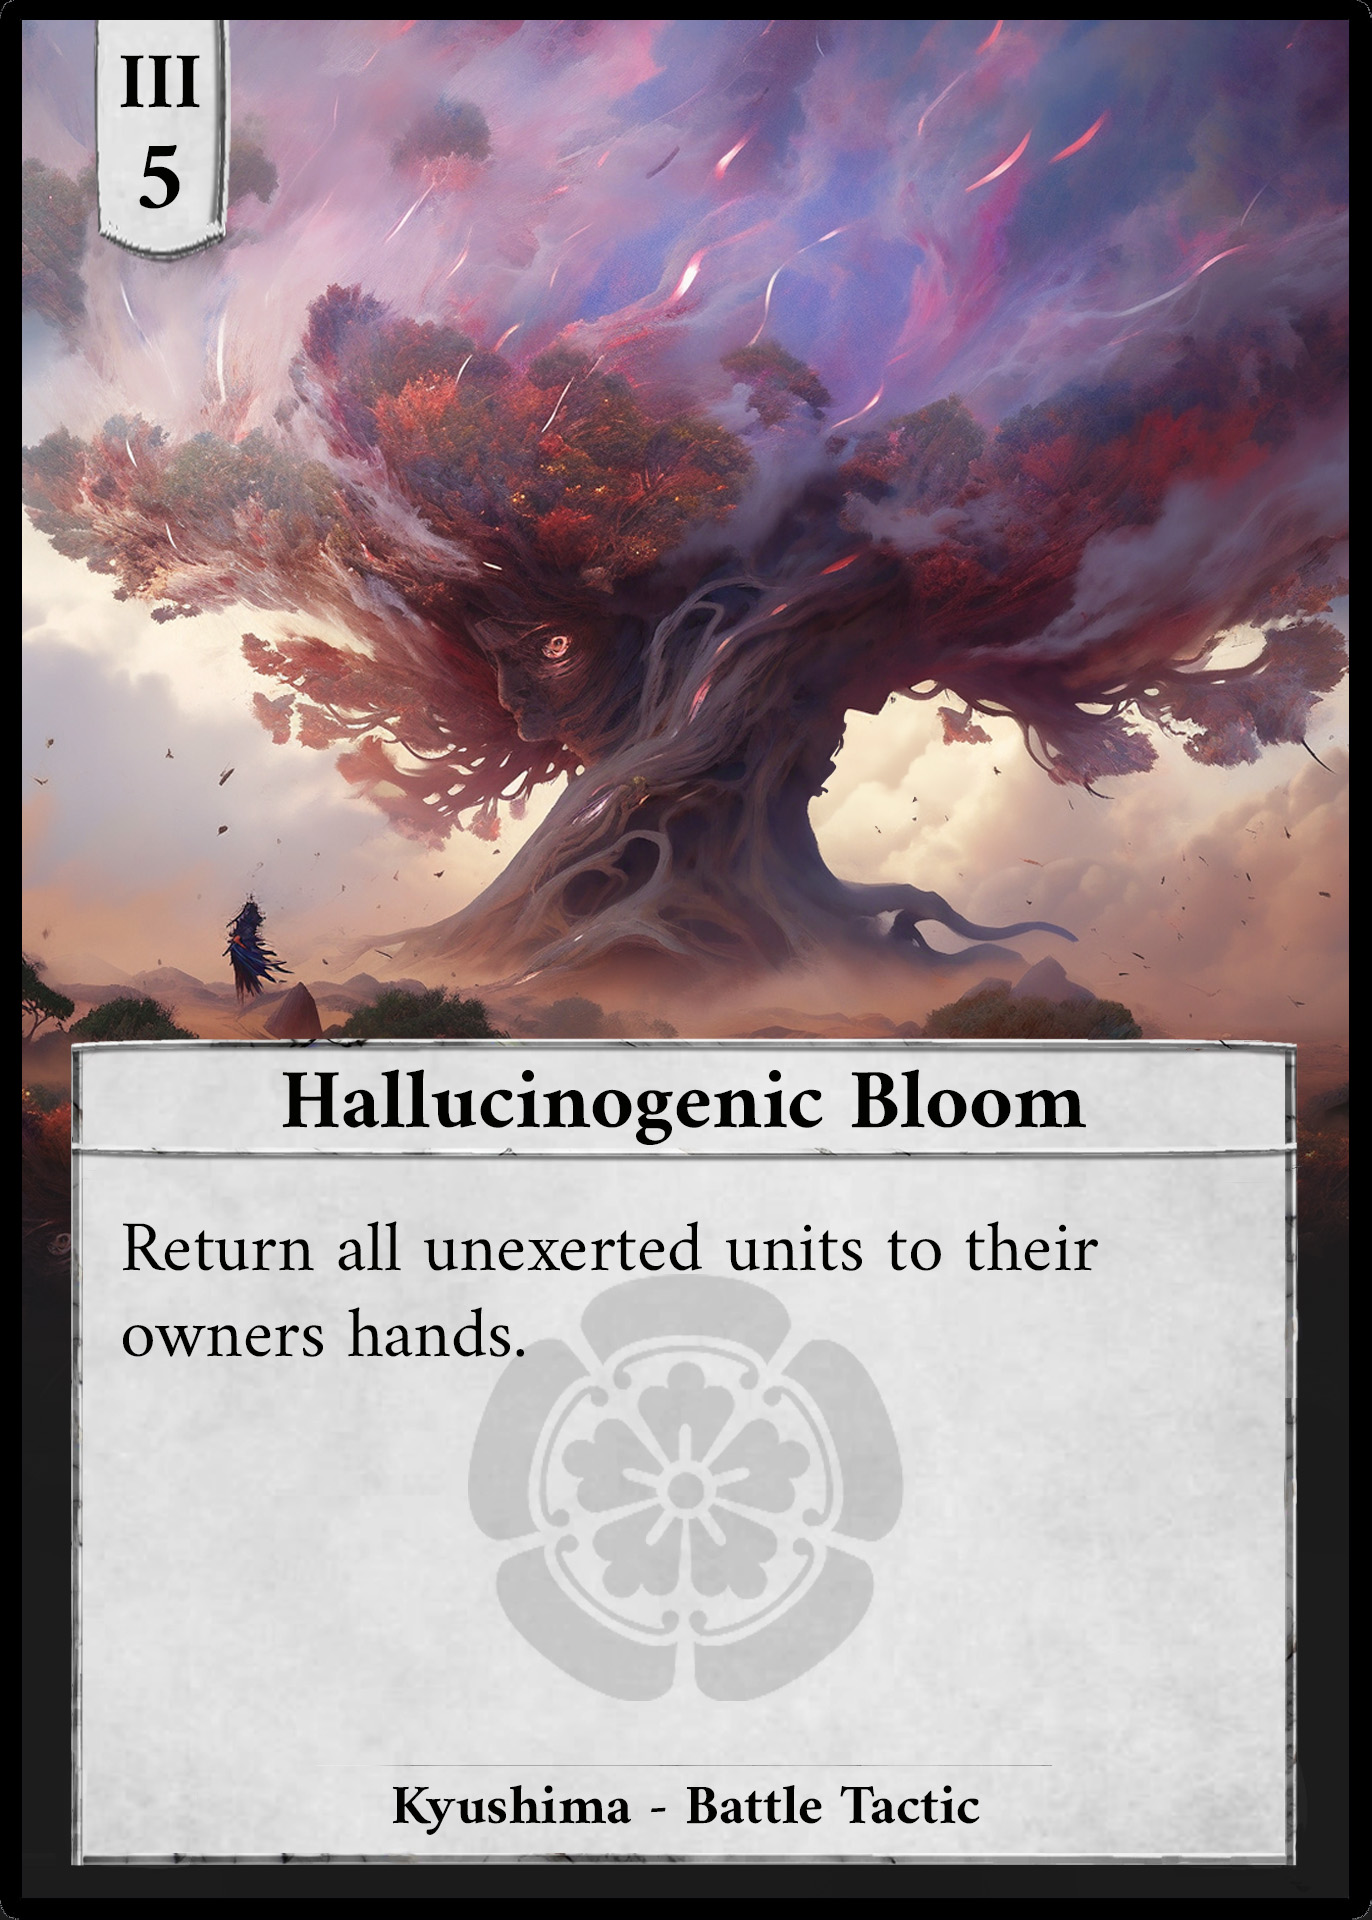 III
5
Hallucinogenic Bloom
Return all unexerted units to their
owners hands.
Kyushima - Battle Tactic